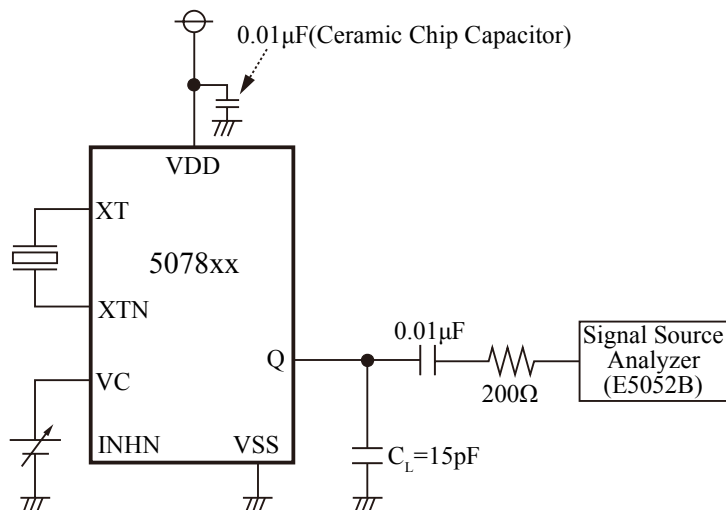 0.01μF(Ceramic Chip Capacitor)
VDD
XT
5078xx
XTN
0.01μF
Signal Source
Analyzer
(E5052B)
Q
200Ω
VC
INHN
VSS
C_L=15pF